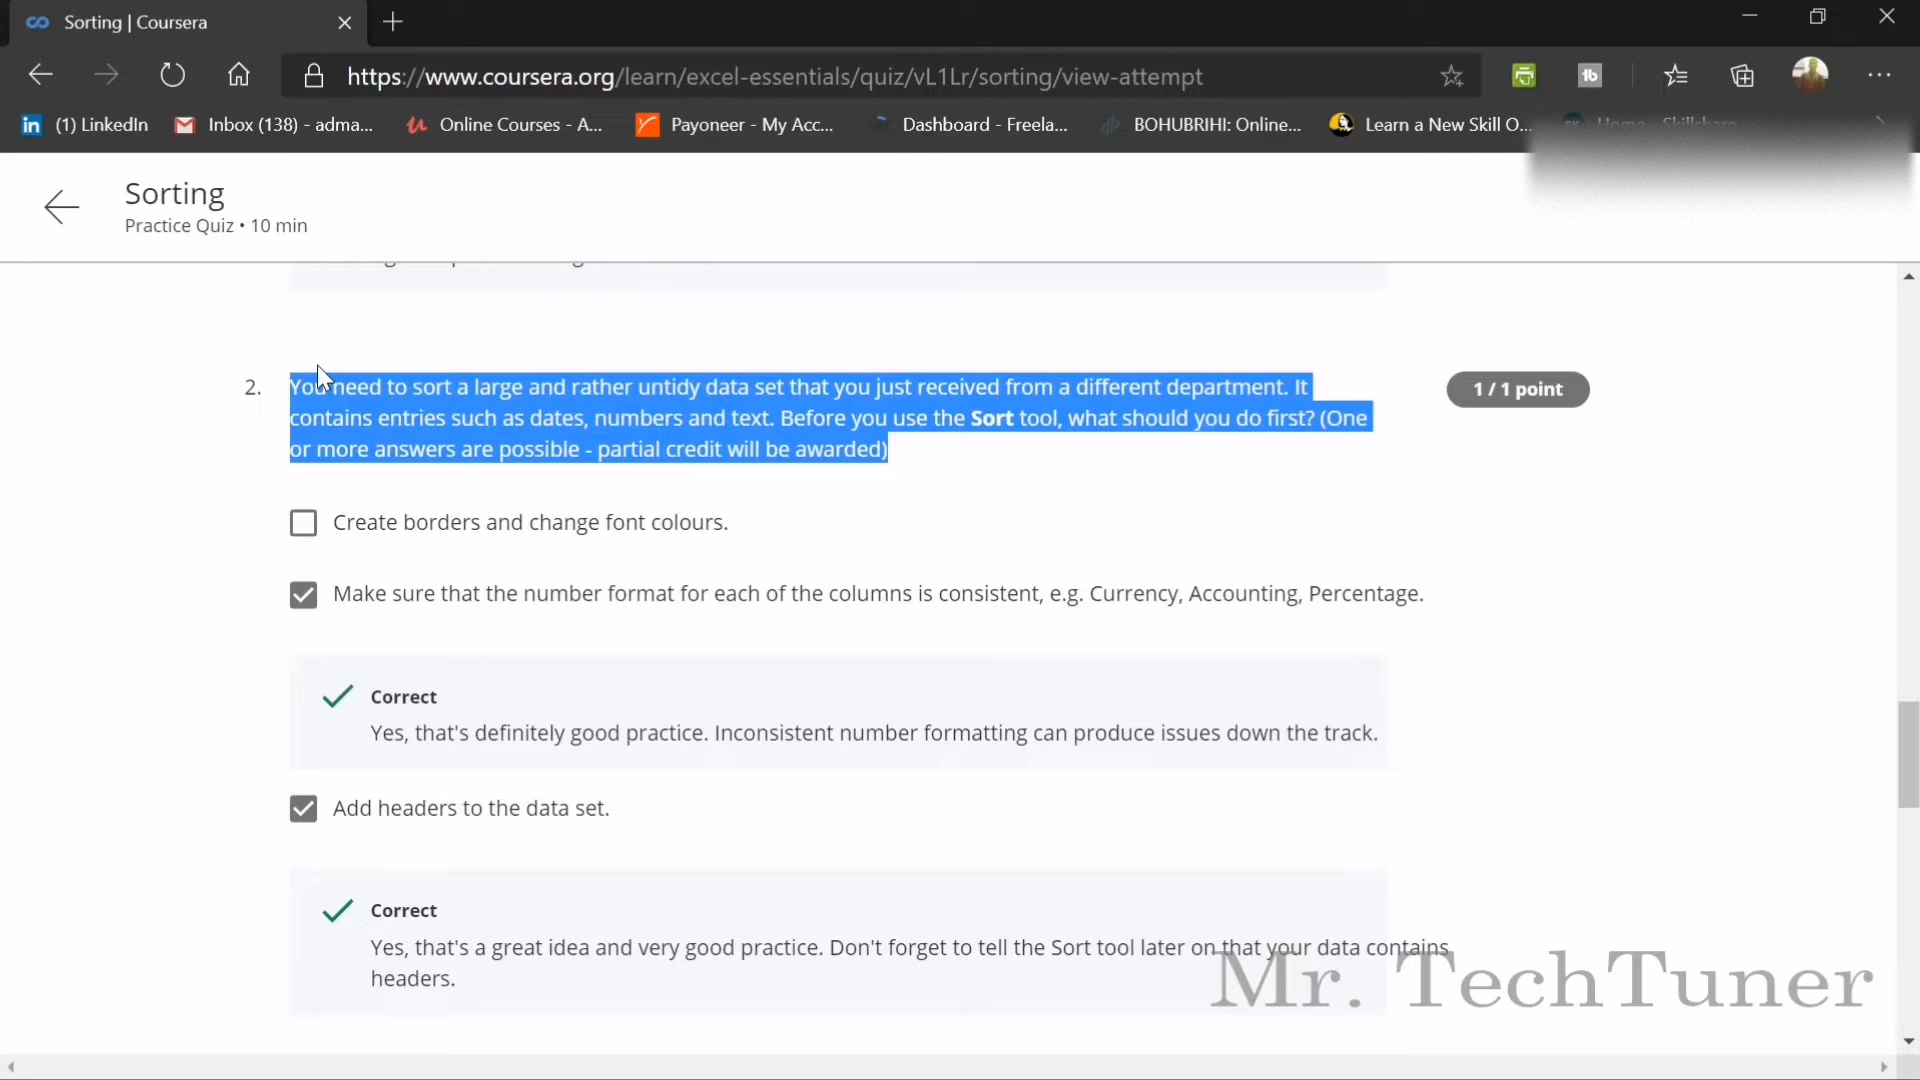 Sorting | Coursera
https://www.coursera.org/learn/excel-essentials/quiz/vL1Lr/sorting/view-attempt
in (1) LinkedIn Inbox (138) - adma... Online Courses - A... Payoneer - My Acc... Dashboard - Freela... BOHUBRIHI: Online... Learn a New Skill O... Home - Skillshare
Sorting
Practice Quiz • 10 min
2. You need to sort a large and rather untidy data set that you just received from a different department. It
contains entries such as dates, numbers and text. Before you use the Sort tool, what should you do first? (One
or more answers are possible - partial credit will be awarded)
1 / 1 point
Create borders and change font colours.
Make sure that the number format for each of the columns is consistent, e.g. Currency, Accounting, Percentage.
Correct
Yes, that's definitely good practice. Inconsistent number formatting can produce issues down the track.
Add headers to the data set.
Correct
Yes, that's a great idea and very good practice. Don't forget to tell the Sort tool later on that your data contains
headers.
Mr. TechTuner